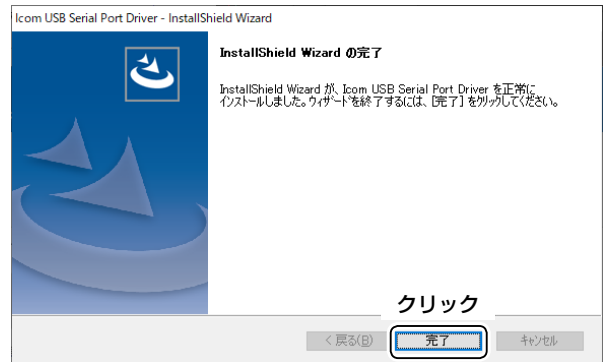 Icom USB Serial Port Driver - InstallShield Wizard
InstallShield Wizard の完了
InstallShield Wizard が、Icom USB Serial Port Driver を正常に
インストールしました。ウィザードを終了するには、[完了] をクリックしてください。
クリック
< 戻る(B)
完了
キャンセル